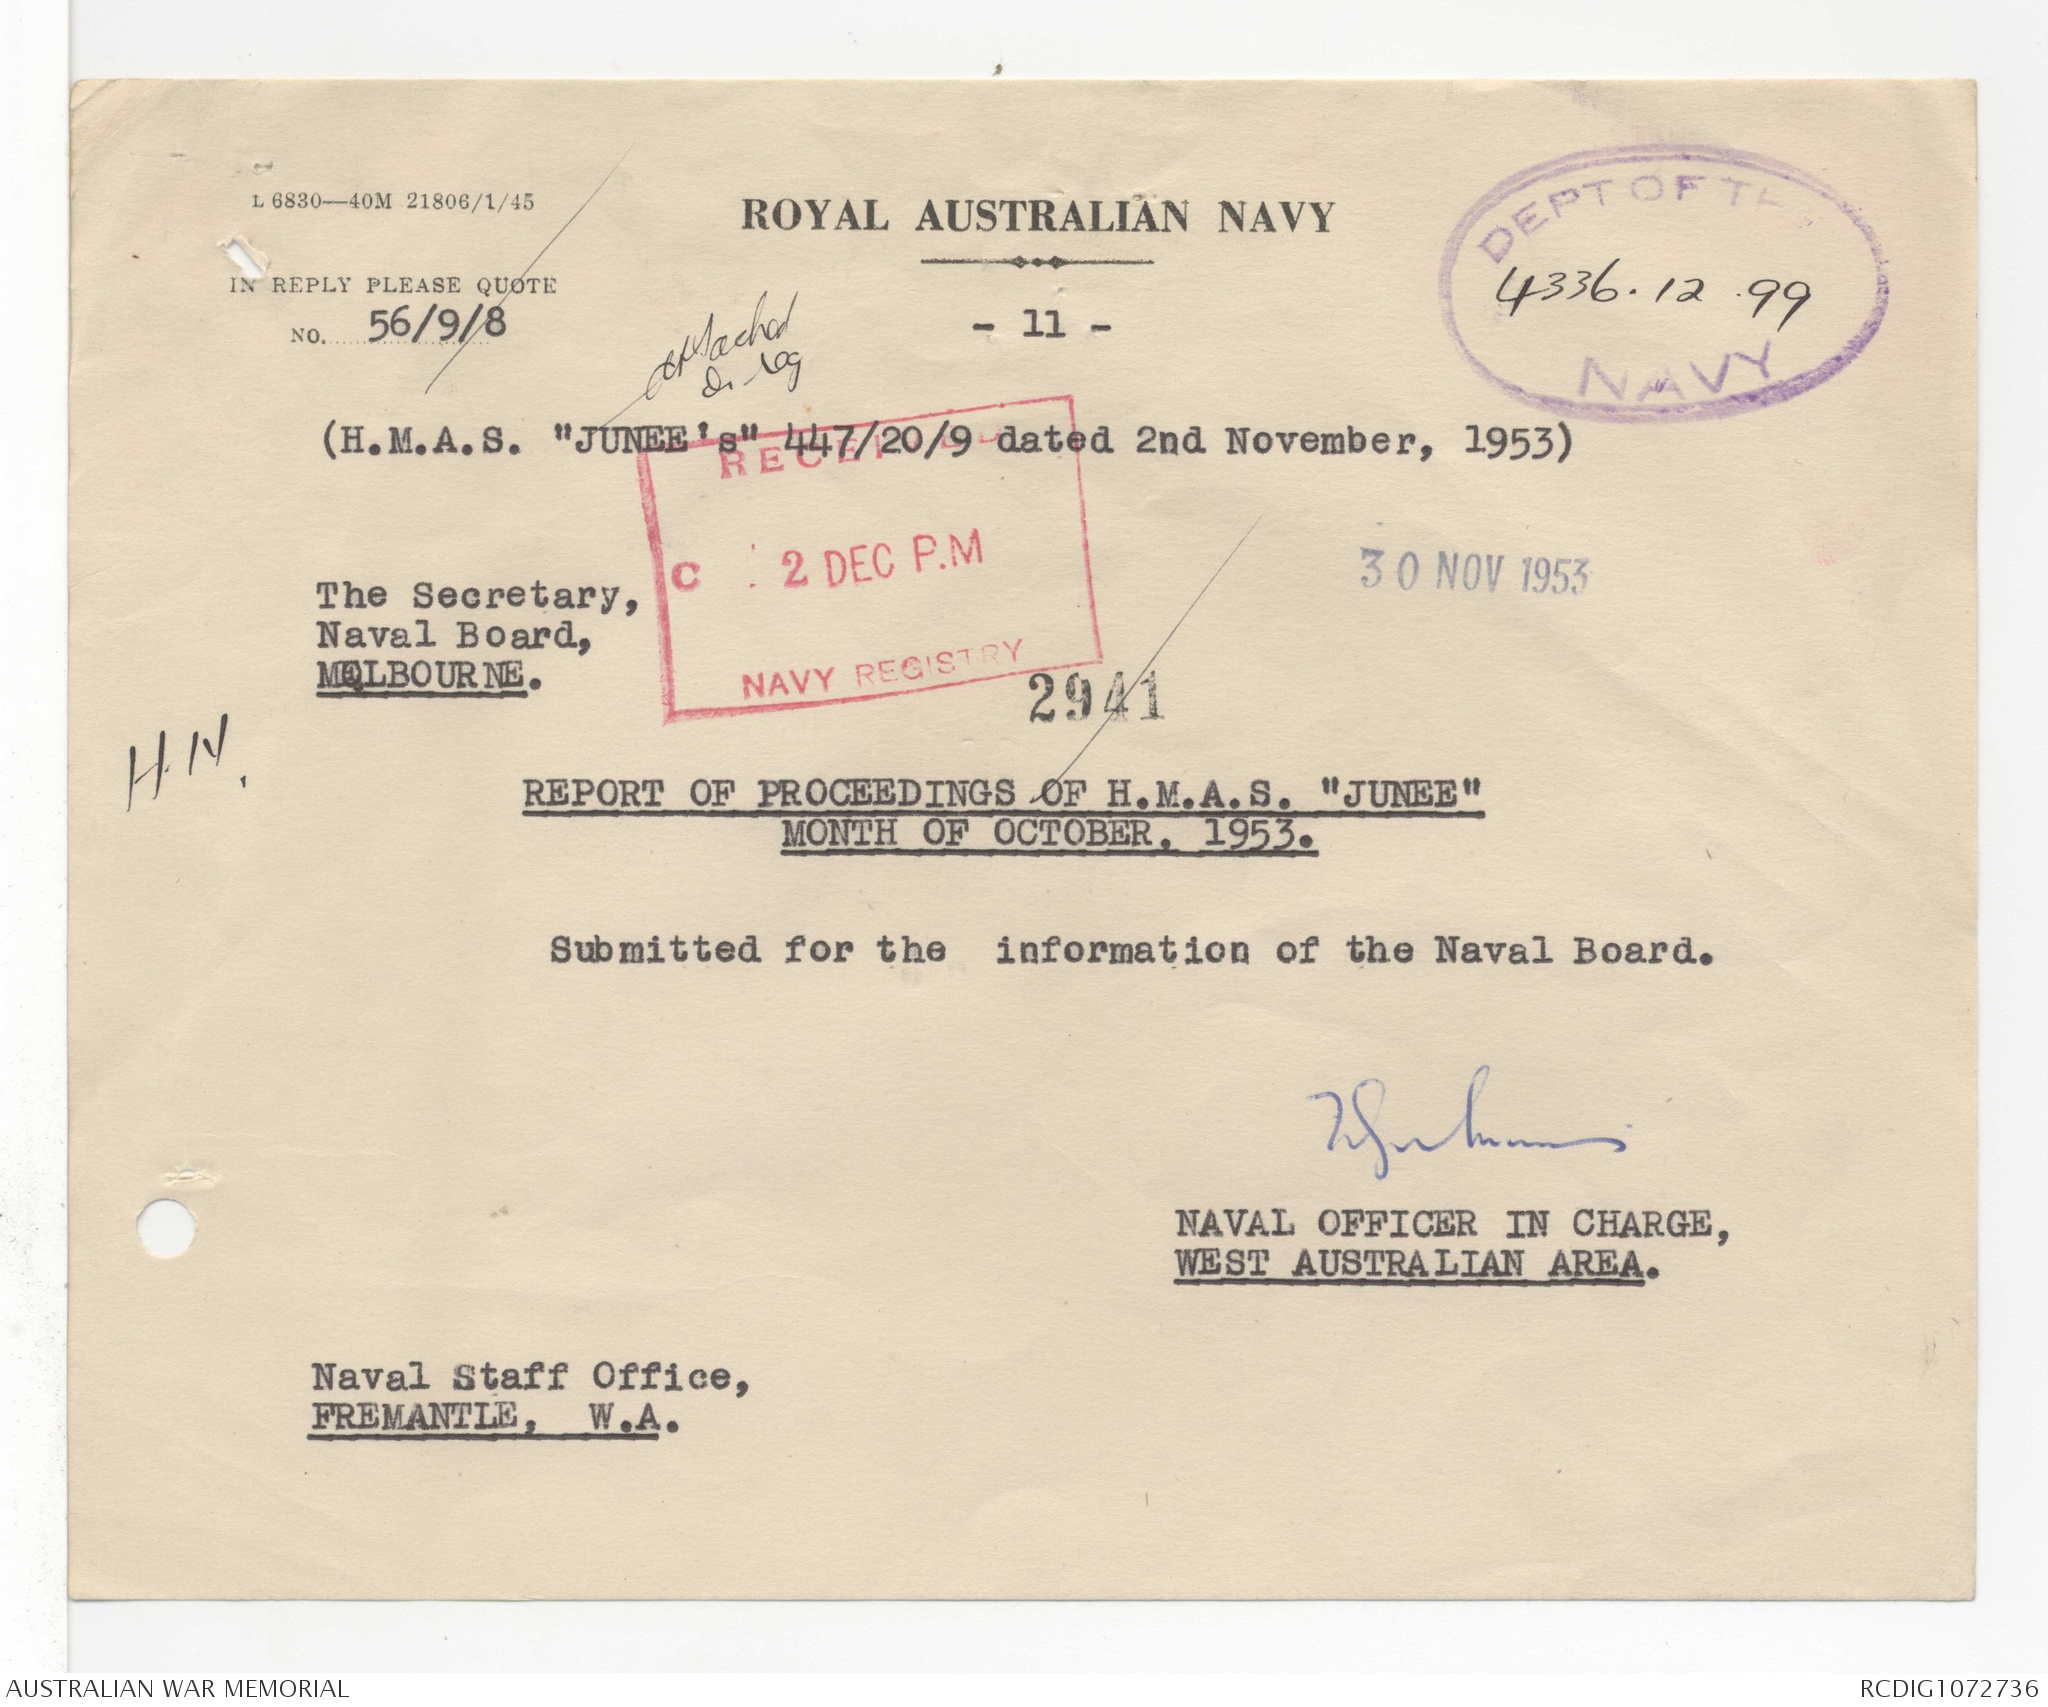 L 6830—40M 21806/1/45
ROYAL AUSTRALIAN NAVY
DEPT OF THE
4336.12.99
NAVY
IN REPLY PLEASE QUOTE
NO. 56/9/8
- 11 -
attached
(H.M.A.S. "JUNEE's" 447/20/9 dated 2nd November, 1953)
RECEIVED
C 2 DEC P.M
NAVY REGISTRY
30 NOV 1953
The Secretary,
Naval Board,
MELBOURNE.
2941
H.N.
REPORT OF PROCEEDINGS OF H.M.A.S. "JUNEE"
MONTH OF OCTOBER, 1953.
Submitted for the information of the Naval Board.
NAVAL OFFICER IN CHARGE,
WEST AUSTRALIAN AREA.
Naval Staff Office,
FREMANTLE, W.A.
AUSTRALIAN WAR MEMORIAL
RCDIG1072736